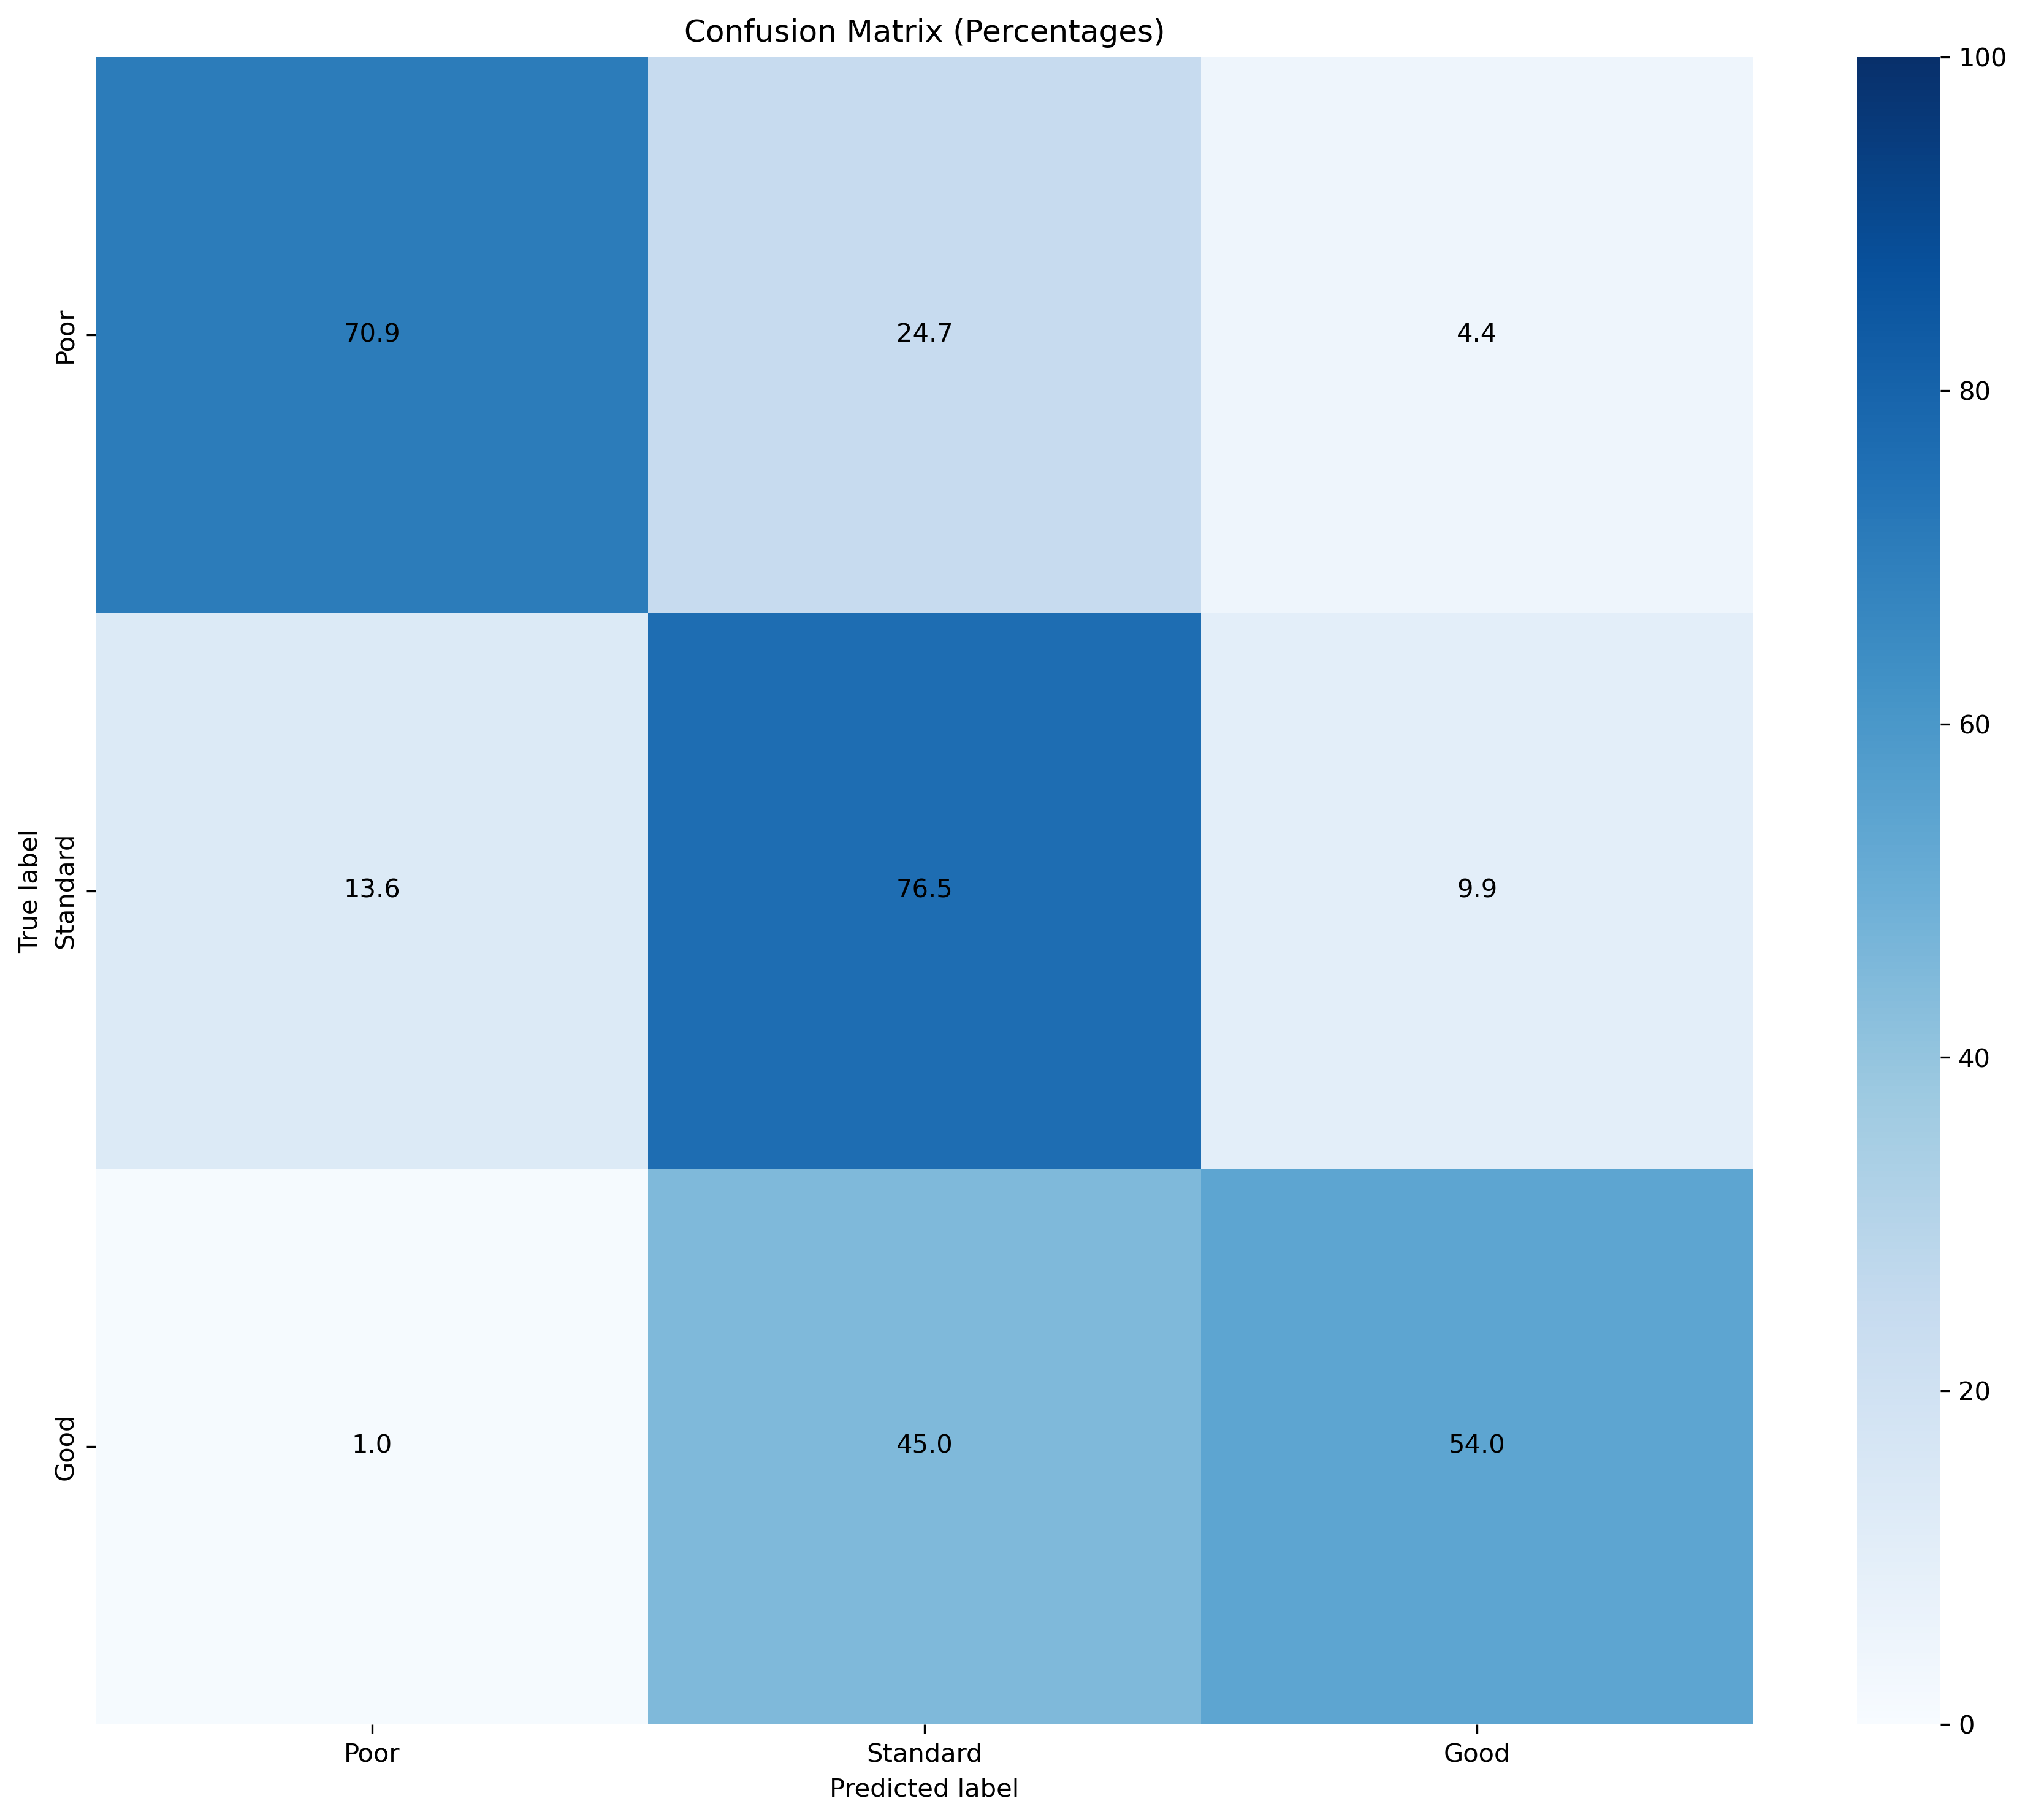 Confusion Matrix (Percentages)
100
80
60
40
20
0
True label
Poor
70.9
24.7
4.4
Standard
13.6
76.5
9.9
Good
1.0
45.0
54.0
Poor
Standard
Good
Predicted label